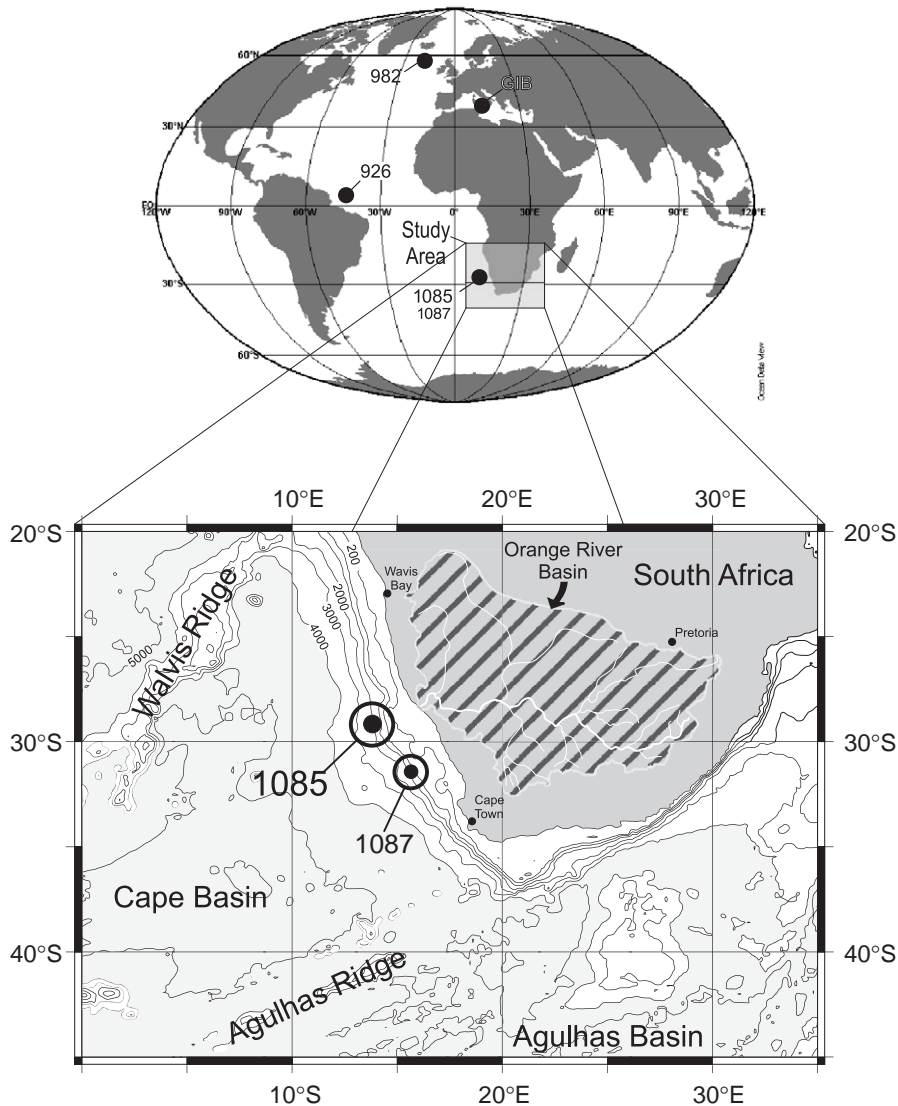 60°N
982
GIB
30°N
926
EQ
120°W
90°W
60°W
30°W
0°
30°E
60°E
90°E
120°E
Study
Area
30°S
1085
1087
60°S
Ocean Data View
10°E
20°E
30°E
20°S
20°S
200
2000
3000
4000
5000
Wavis
Bay
Orange River
Basin
South Africa
Pretoria
Walvis Ridge
30°S
30°S
1085
1087
Cape
Town
Cape Basin
40°S
40°S
Agulhas Ridge
Agulhas Basin
10°S
20°E
30°E